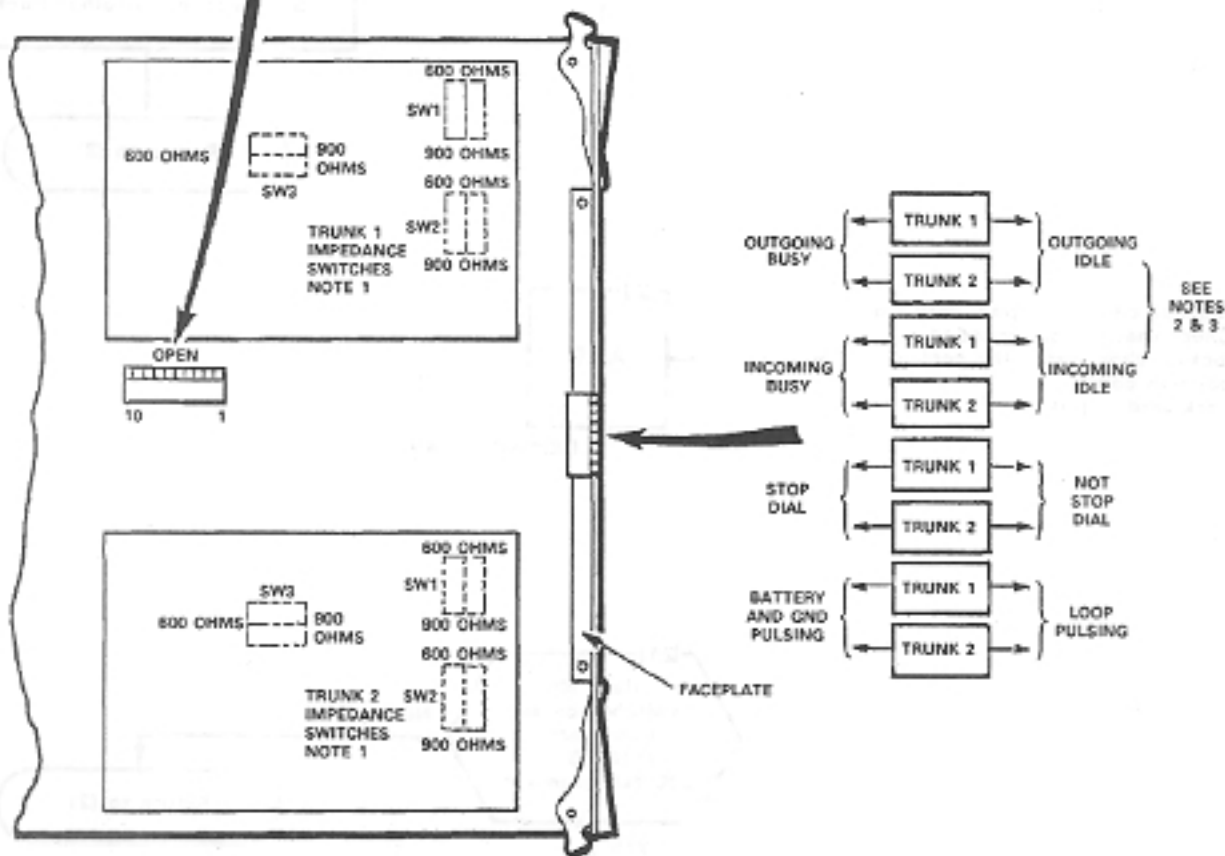 600 OHMS
SW1
900 OHMS
600 OHMS
900
OHMS
SW3
600 OHMS
SW2
900 OHMS
TRUNK 1
IMPEDANCE
SWITCHES
NOTE 1
OPEN
10 1
600 OHMS
SW1
900 OHMS
SW3
600 OHMS
900
OHMS
600 OHMS
SW2
900 OHMS
TRUNK 2
IMPEDANCE
SWITCHES
NOTE 1
FACEPLATE
OUTGOING
BUSY
TRUNK 1
TRUNK 2
OUTGOING
IDLE
SEE
NOTES
2 & 3
INCOMING
BUSY
TRUNK 1
TRUNK 2
INCOMING
IDLE
STOP
DIAL
TRUNK 1
TRUNK 2
NOT
STOP
DIAL
BATTERY
AND GND
PULSING
TRUNK 1
TRUNK 2
LOOP
PULSING